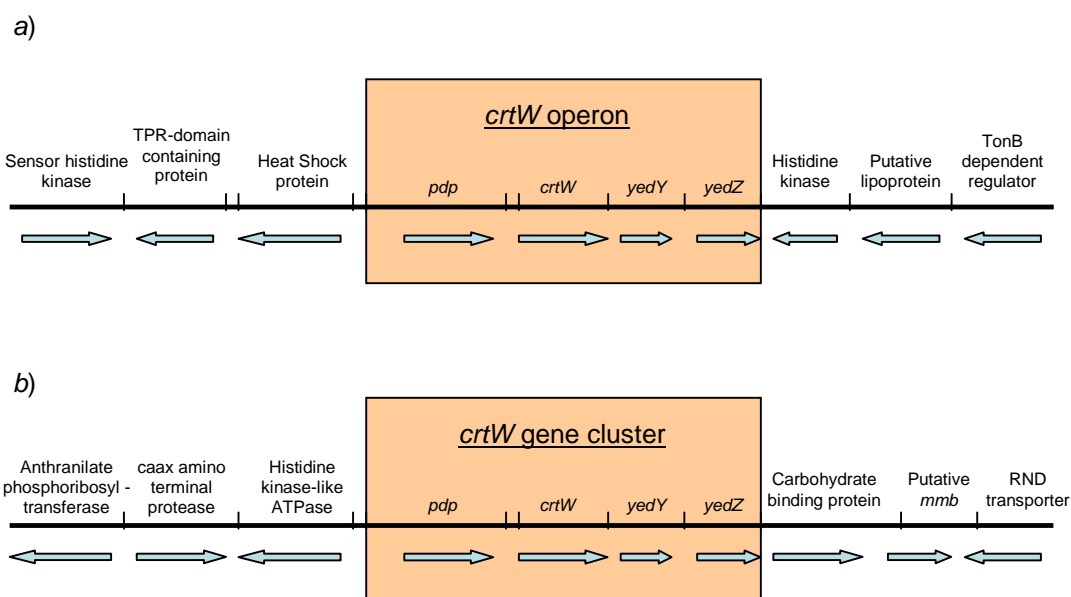 a)
crtW operon
Sensor histidine
kinase
TPR-domain
containing
protein
Heat Shock
protein
pdp
crtW
yedY
yedZ
Histidine
kinase
Putative
lipoprotein
TonB
dependent
regulator
b)
crtW gene cluster
Anthranilate
phosphoribosyl -
transferase
caax amino
terminal
protease
Histidine
kinase-like
ATPase
pdp
crtW
yedY
yedZ
Carbohydrate
binding protein
Putative
mmb
RND
transporter